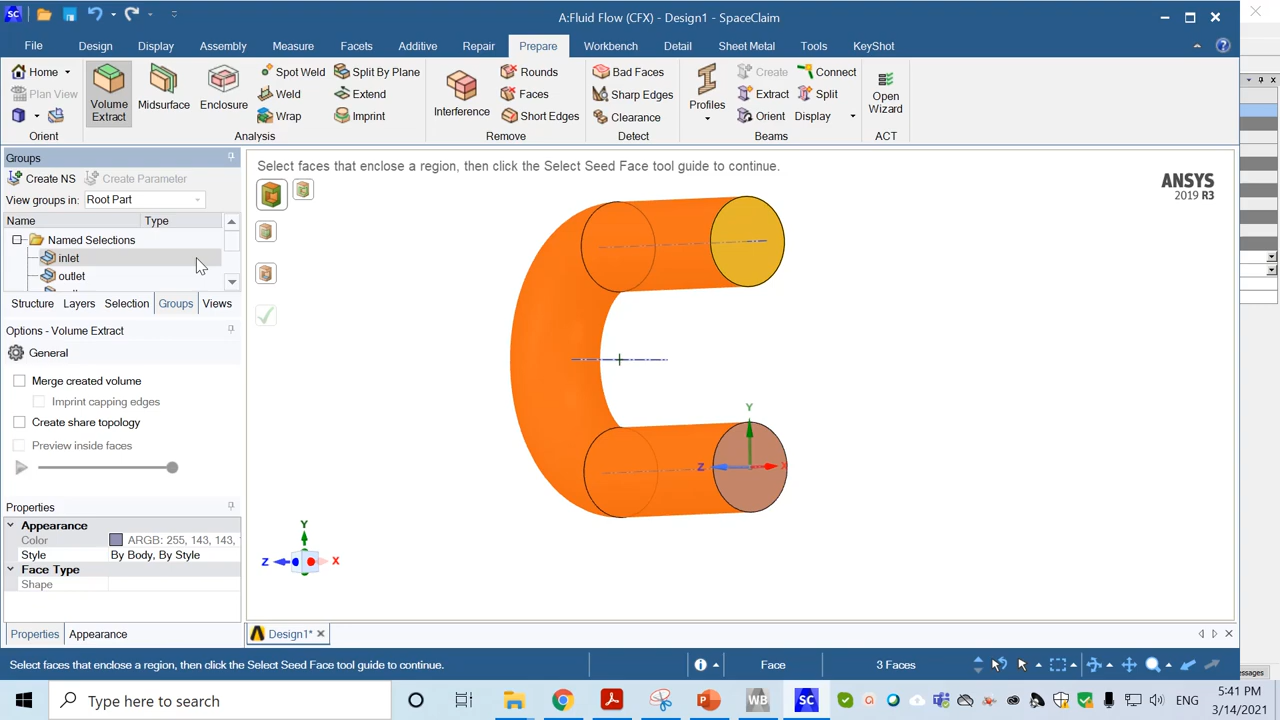 A:Fluid Flow (CFX) - Design1 - SpaceClaim
File Design Display Assembly Measure Facets Additive Repair Prepare Workbench Detail Sheet Metal Tools KeyShot
Home
Plan View
Orient
Volume Extract
Midsurface
Enclosure
Spot Weld
Weld
Wrap
Split By Plane
Extend
Imprint
Analysis
Interference
Rounds
Faces
Short Edges
Remove
Bad Faces
Sharp Edges
Clearance
Detect
Profiles
Create
Extract
Orient
Connect
Split
Display
Beams
Open Wizard
ACT
Groups
Create NS Create Parameter
View groups in: Root Part
Name Type
Named Selections
inlet
outlet
Structure Layers Selection Groups Views
Options - Volume Extract
General
Merge created volume
Imprint capping edges
Create share topology
Preview inside faces
Properties
Appearance
Color ARGB: 255, 143, 143,
Style By Body, By Style
Face Type
Shape
Properties Appearance
Select faces that enclose a region, then click the Select Seed Face tool guide to continue.
ANSYS
2019 R3
Y
Z X
Y
Z X
Design1*
Select faces that enclose a region, then click the Select Seed Face tool guide to continue.
Face
3 Faces
Type here to search
WB
SC
ENG
5:41 PM
3/14/2021